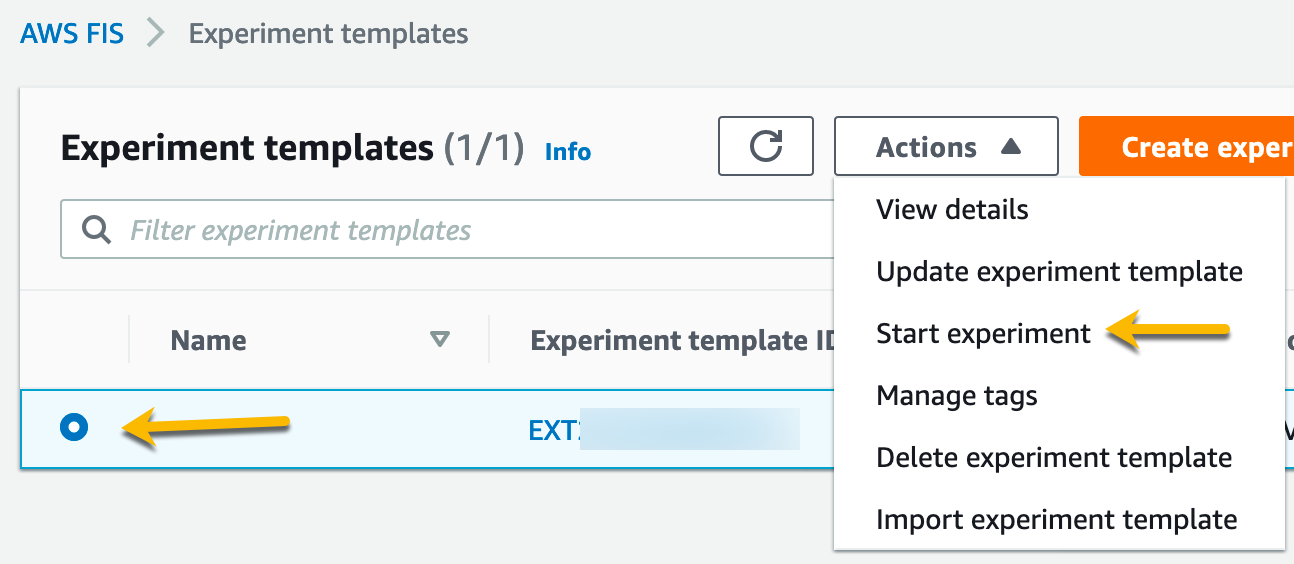 AWS FIS > Experiment templates
Experiment templates (1/1) Info
Actions
Create exper
Filter experiment templates
View details
Update experiment template
Start experiment
Manage tags
Delete experiment template
Import experiment template
Name
Experiment template ID
EXT